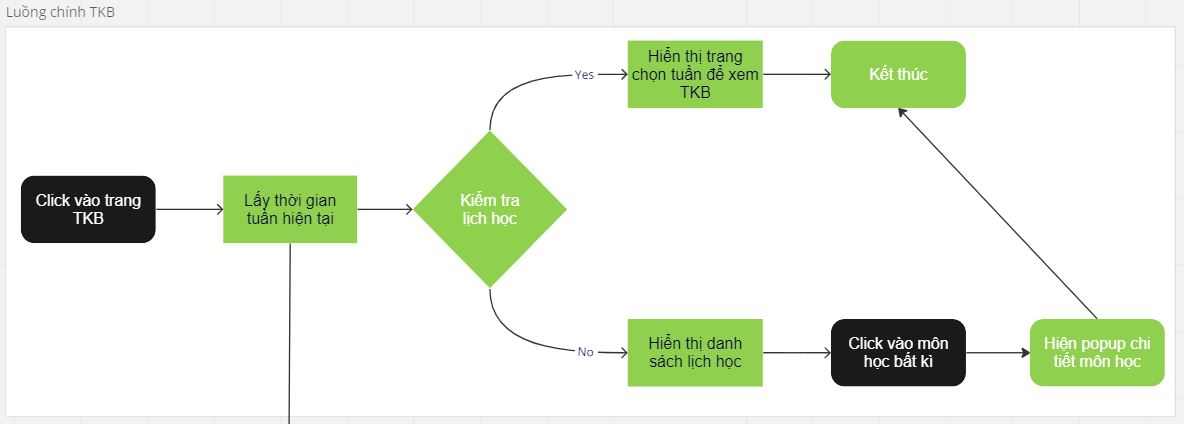 Luồng chính TKB
Hiển thị trang
chọn tuần để xem
TKB
Kết thúc
Yes
Click vào trang
TKB
Lấy thời gian
tuần hiện tại
Kiểm tra
lịch học
No
Hiển thị danh
sách lịch học
Click vào môn
học bất kì
Hiện popup chi
tiết môn học